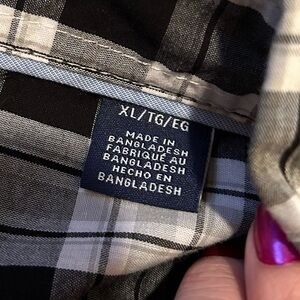 XL/TG/EG
MADE IN
BANGLADESH
FABRIQUÉ AU
BANGLADESH
HECHO EN
BANGLADESH